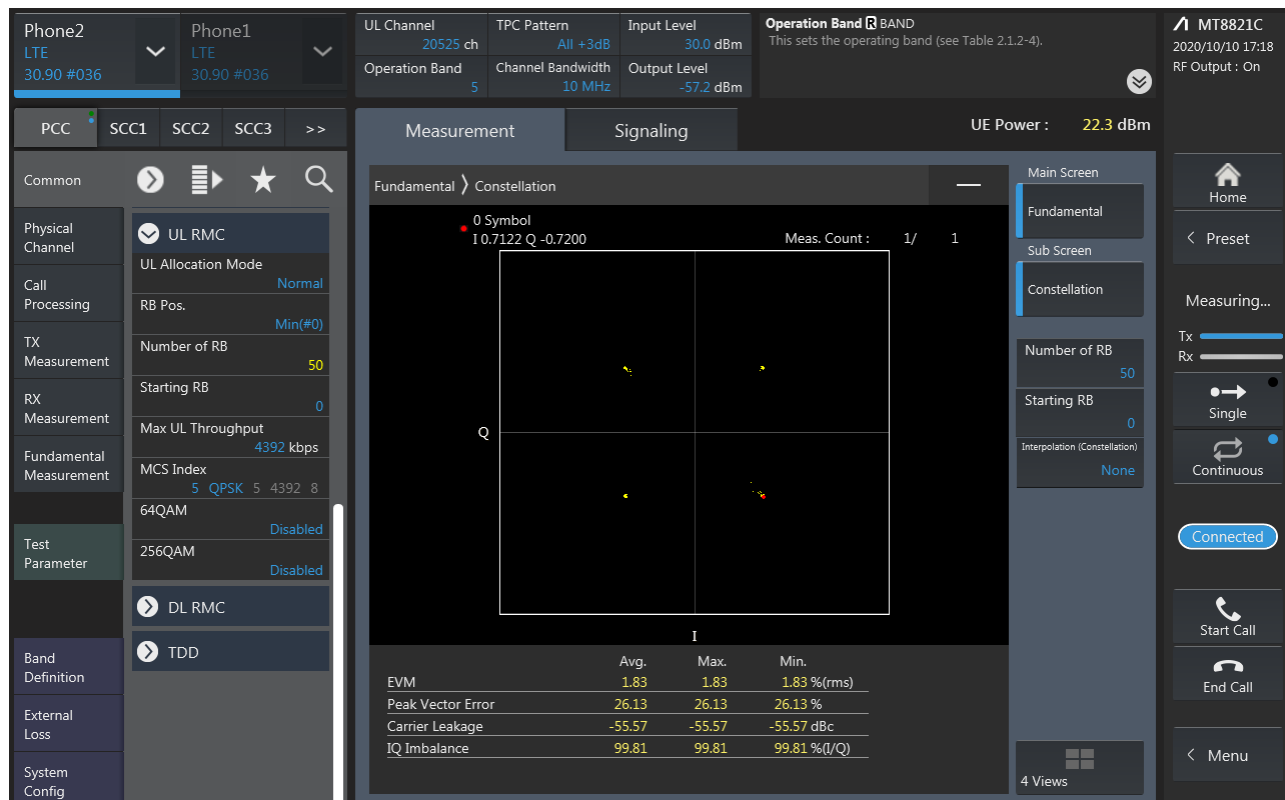 Phone2
LTE
30.90 #036
Phone1
LTE
30.90 #036
UL Channel
20525 ch
TPC Pattern
All +3dB
Input Level
30.0 dBm
Operation Band
5
Channel Bandwidth
10 MHz
Output Level
-57.2 dBm
Operation Band R BAND
This sets the operating band (see Table 2.1.2-4).
MT8821C
2020/10/10 17:18
RF Output : On
PCC SCC1 SCC2 SCC3 >>
Measurement
Signaling
UE Power : 22.3 dBm
Common
Physical
Channel
Call
Processing
TX
Measurement
RX
Measurement
Fundamental
Measurement
Test
Parameter
Band
Definition
External
Loss
System
Config
UL RMC
UL Allocation Mode
Normal
RB Pos.
Min(#0)
Number of RB
50
Starting RB
0
Max UL Throughput
4392 kbps
MCS Index
5 QPSK 5 4392 8
64QAM
Disabled
256QAM
Disabled
DL RMC
TDD
Fundamental 〉 Constellation
0 Symbol
I 0.7122 Q -0.7200
Meas. Count : 1/ 1
Q
I
Avg. Max. Min.
EVM 1.83 1.83 1.83 %(rms)
Peak Vector Error 26.13 26.13 26.13 %
Carrier Leakage -55.57 -55.57 -55.57 dBc
IQ Imbalance 99.81 99.81 99.81 %(I/Q)
Main Screen
Fundamental
Sub Screen
Constellation
Number of RB
50
Starting RB
0
Interpolation (Constellation)
None
4 Views
Home
< Preset
Measuring...
Tx
Rx
Single
Continuous
Connected
Start Call
End Call
< Menu